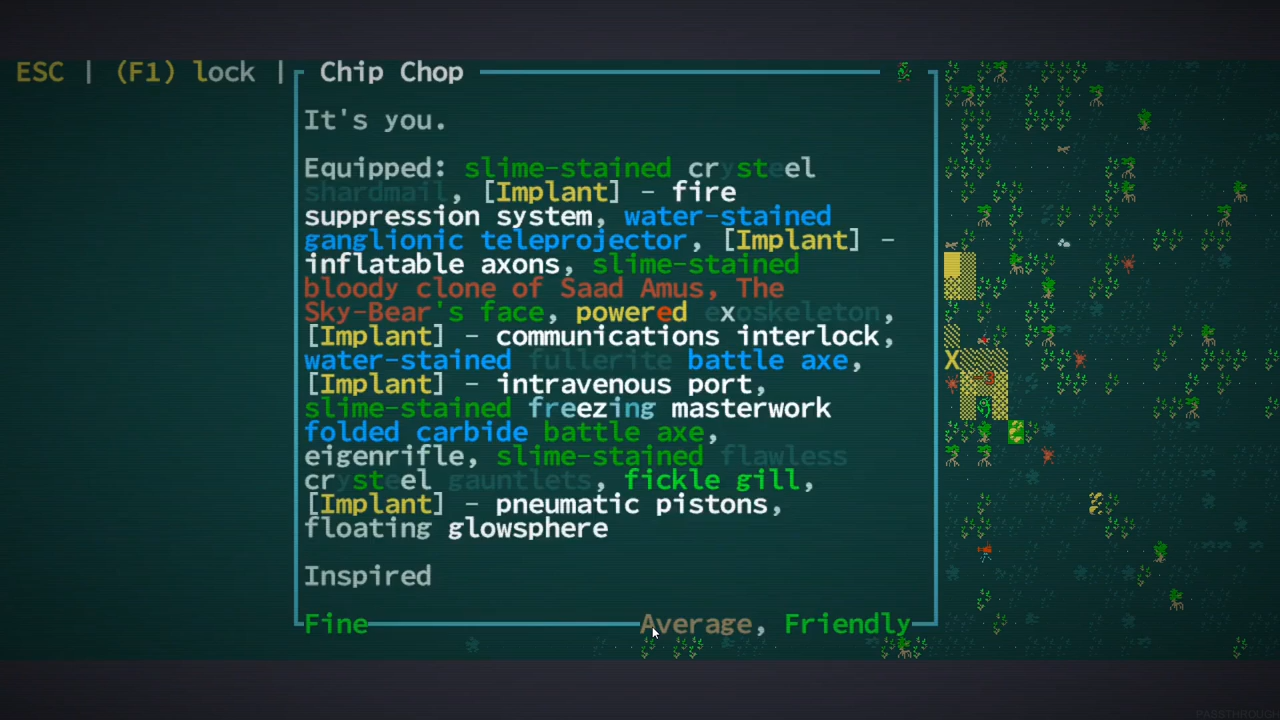 ESC | (F1) lock |
Chip Chop
It's you.
Equipped: slime-stained crysteel
shardmail, [Implant] - fire
suppression system, water-stained
ganglionic teleprojector, [Implant] -
inflatable axons, slime-stained
bloody clone of Saad Amus, The
Sky-Bear's face, powered exoskeleton,
[Implant] - communications interlock,
water-stained fullerite battle axe,
[Implant] - intravenous port,
slime-stained freezing masterwork
folded carbide battle axe,
eigenrifle, slime-stained flawless
crysteel gauntlets, fickle gill,
[Implant] - pneumatic pistons,
floating glowsphere
Inspired
Fine
Average, Friendly
X
-3
PASSTHROUGH